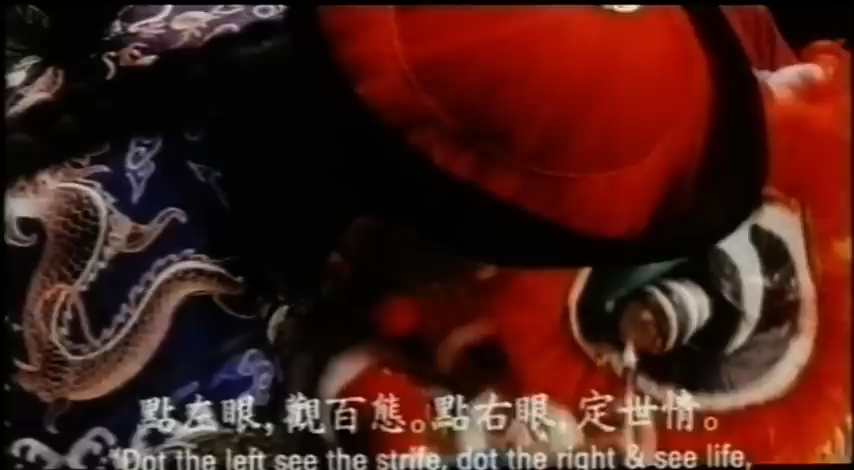 點左眼,觀百態。點右眼,定世情。
"Dot the left see the strife, dot the right & see life,